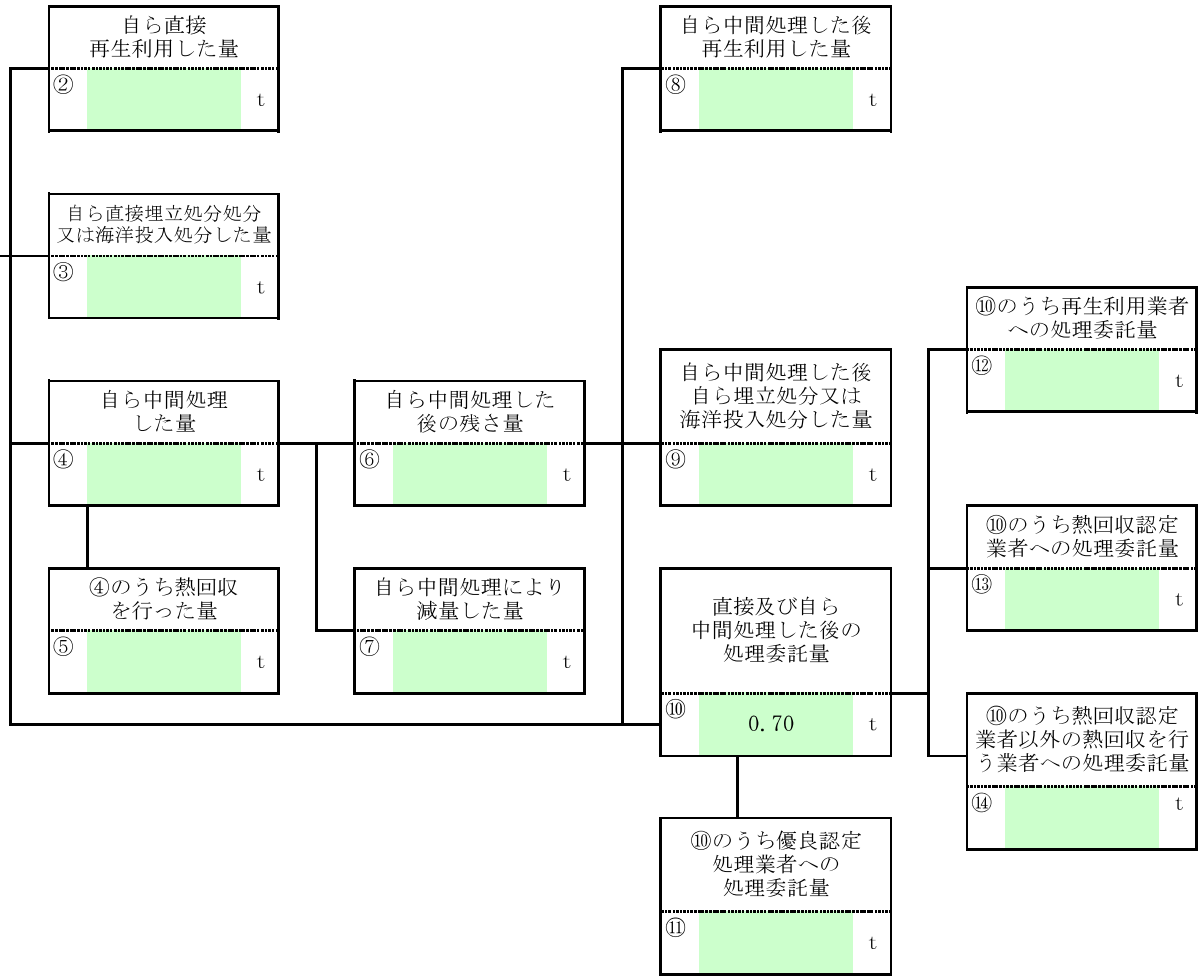 自ら直接
再生利用した量
②
t
自ら中間処理した後
再生利用した量
⑧
t
自ら直接埋立処分処分
又は海洋投入処分した量
③
t
⑩のうち再生利用業者
への処理委託量
⑫
t
自ら中間処理
した量
④
t
自ら中間処理した
後の残さ量
⑥
t
自ら中間処理した後
自ら埋立処分又は
海洋投入処分した量
⑨
t
⑩のうち熱回収認定
業者への処理委託量
⑬
t
④のうち熱回収
を行った量
⑤
t
自ら中間処理により
減量した量
⑦
t
直接及び自ら
中間処理した後の
処理委託量
⑩ 0.70 t
⑩のうち熱回収認定
業者以外の熱回収を行
う業者への処理委託量
⑭
t
⑩のうち優良認定
処理業者への
処理委託量
⑪
t